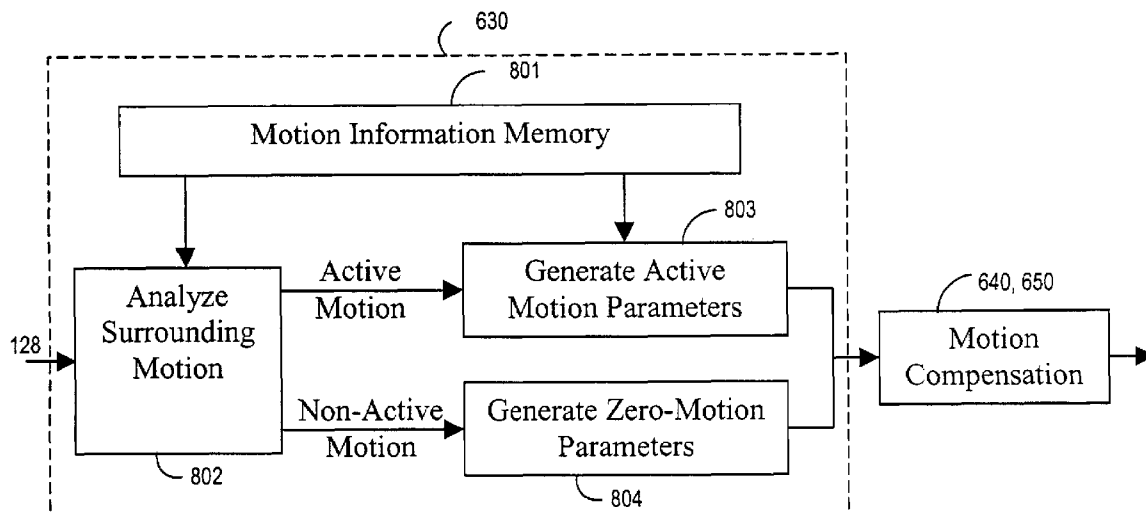 630
801
Motion Information Memory
803
Analyze
Surrounding
Motion
Active
Motion
Generate Active
Motion Parameters
640, 650
Motion
Compensation
128
Non-Active
Motion
Generate Zero-Motion
Parameters
802
804